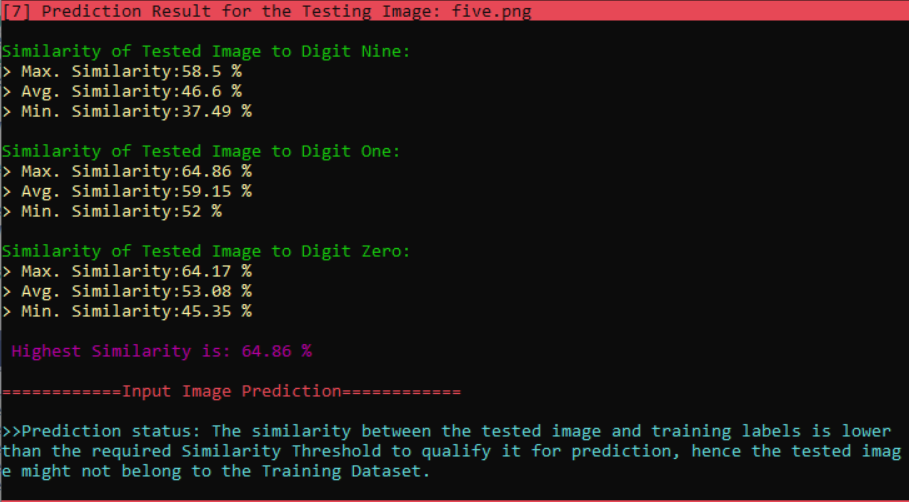 [7] Prediction Result for the Testing Image: five.png
Similarity of Tested Image to Digit Nine:
> Max. Similarity:58.5 %
> Avg. Similarity:46.6 %
> Min. Similarity:37.49 %
Similarity of Tested Image to Digit One:
> Max. Similarity:64.86 %
> Avg. Similarity:59.15 %
> Min. Similarity:52 %
Similarity of Tested Image to Digit Zero:
> Max. Similarity:64.17 %
> Avg. Similarity:53.08 %
> Min. Similarity:45.35 %
Highest Similarity is: 64.86 %
============Input Image Prediction============
>>Prediction status: The similarity between the tested image and training labels is lower
than the required Similarity Threshold to qualify it for prediction, hence the tested imag
e might not belong to the Training Dataset.